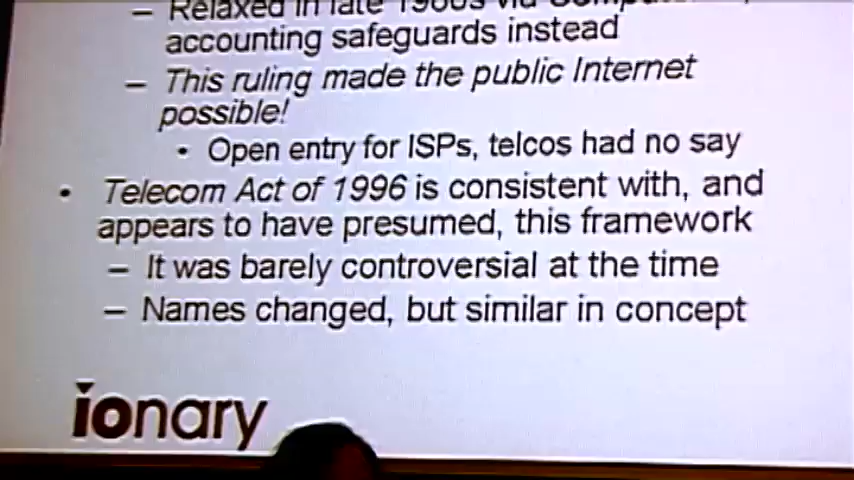 – Relaxed in late 1980s via
accounting safeguards instead
– This ruling made the public Internet
possible!
• Open entry for ISPs, telcos had no say
• Telecom Act of 1996 is consistent with, and
appears to have presumed, this framework
– It was barely controversial at the time
– Names changed, but similar in concept
ionary